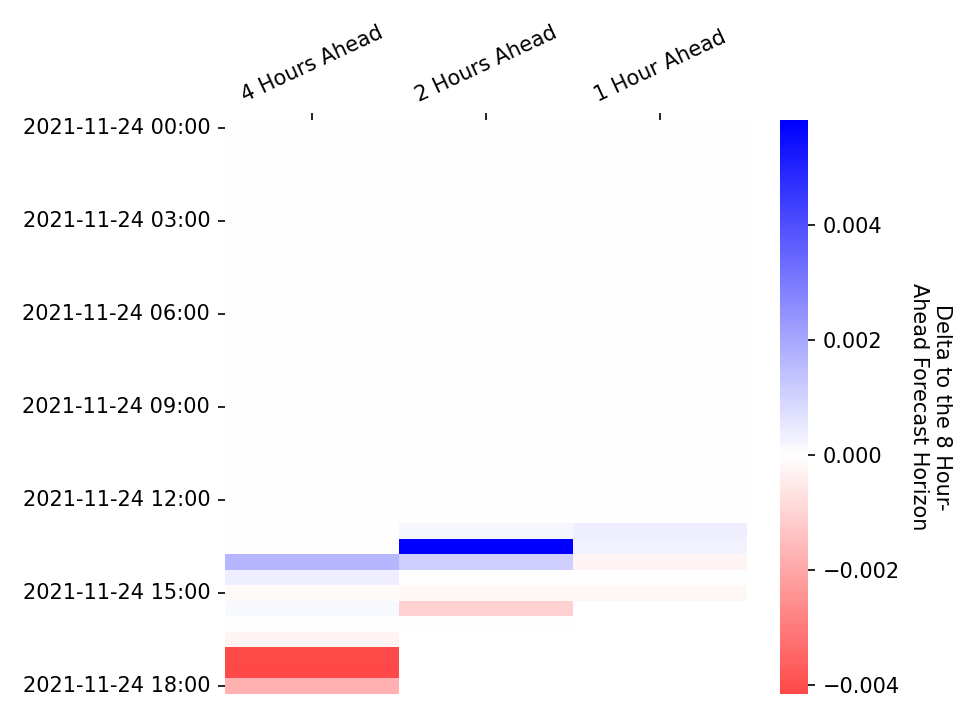 4 Hours Ahead
2 Hours Ahead
1 Hour Ahead
2021-11-24 00:00
2021-11-24 03:00
2021-11-24 06:00
2021-11-24 09:00
2021-11-24 12:00
2021-11-24 15:00
2021-11-24 18:00
0.004
0.002
0.000
−0.002
−0.004
Delta to the 8 Hour-
Ahead Forecast Horizon